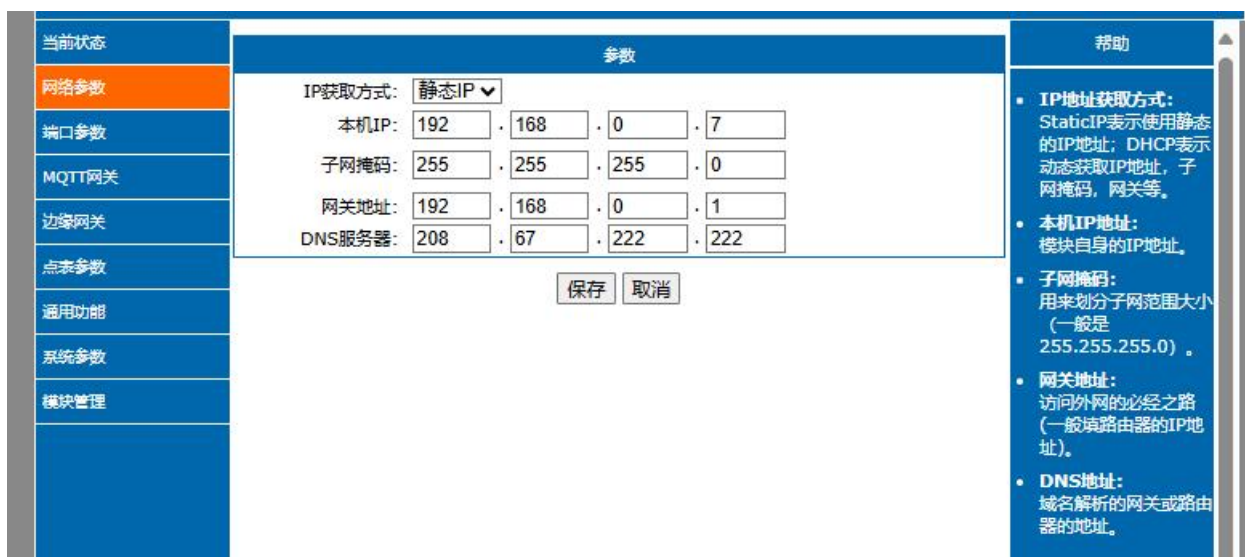 当前状态
网络参数
端口参数
MQTT网关
边缘网关
点表参数
通用功能
系统参数
模块管理
参数
IP获取方式： 静态IP
本机IP： 192 . 168 . 0 . 7
子网掩码： 255 . 255 . 255 . 0
网关地址： 192 . 168 . 0 . 1
DNS服务器： 208 . 67 . 222 . 222
保存 取消
帮助
• IP地址获取方式：
StaticIP表示使用静态
的IP地址；DHCP表示
动态获取IP地址，子
网掩码，网关等。
• 本机IP地址：
模块自身的IP地址。
• 子网掩码：
用来划分子网范围大小
（一般是
255.255.255.0）。
• 网关地址：
访问外网的必经之路
(一般填路由器的IP地
址)。
• DNS地址：
域名解析的网关或路由
器的地址。